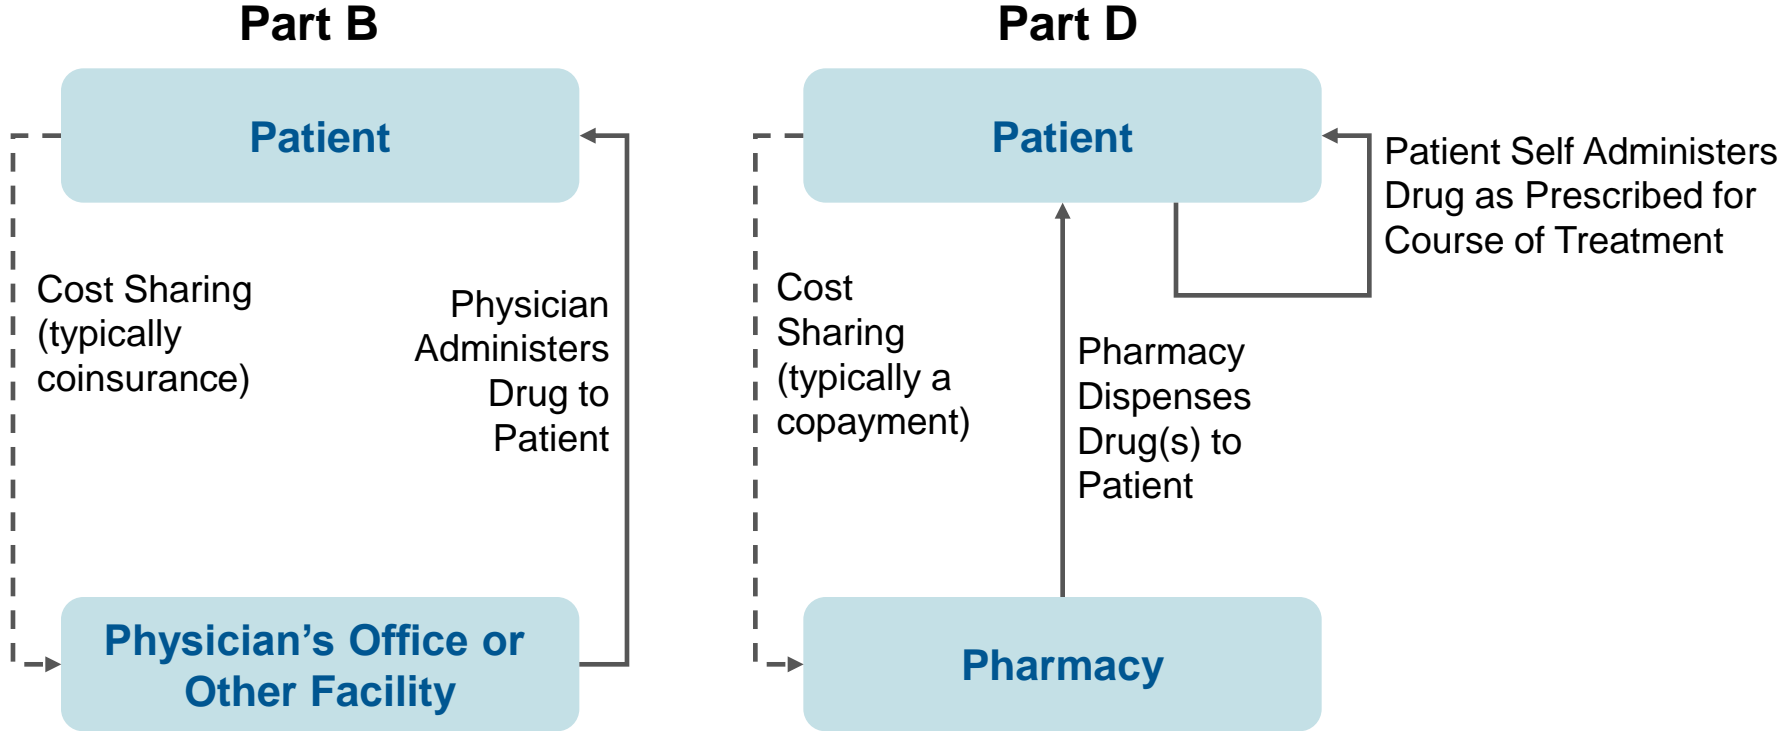 Part B
Patient
Cost Sharing
(typically
coinsurance)
Physician
Administers
Drug to
Patient
Physician’s Office or
Other Facility
Part D
Patient
Patient Self Administers
Drug as Prescribed for
Course of Treatment
Cost
Sharing
(typically a
copayment)
Pharmacy
Dispenses
Drug(s) to
Patient
Pharmacy